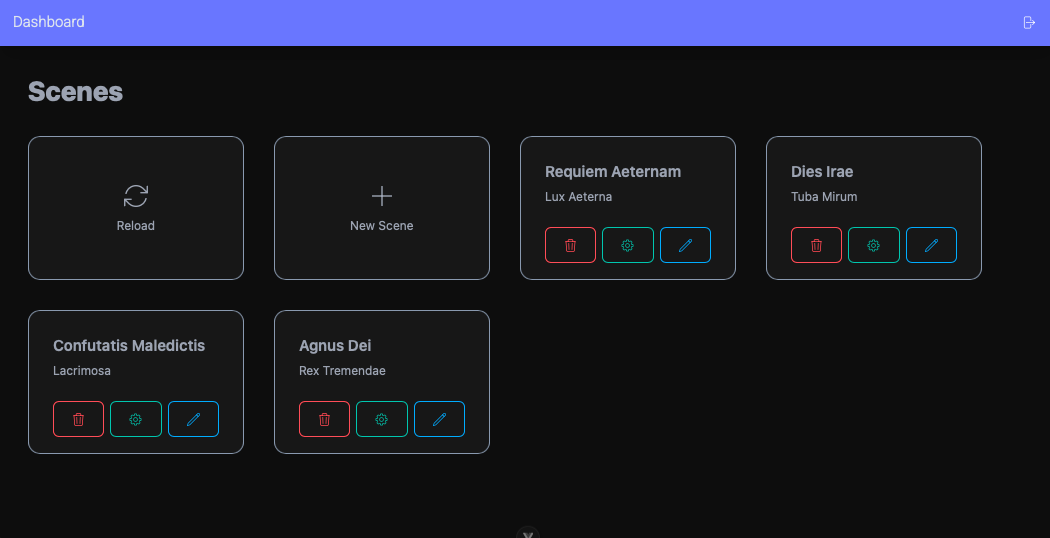 Dashboard
Scenes
Reload
New Scene
Requiem Aeternam
Lux Aeterna
Dies Irae
Tuba Mirum
Confutatis Maledictis
Lacrimosa
Agnus Dei
Rex Tremendae